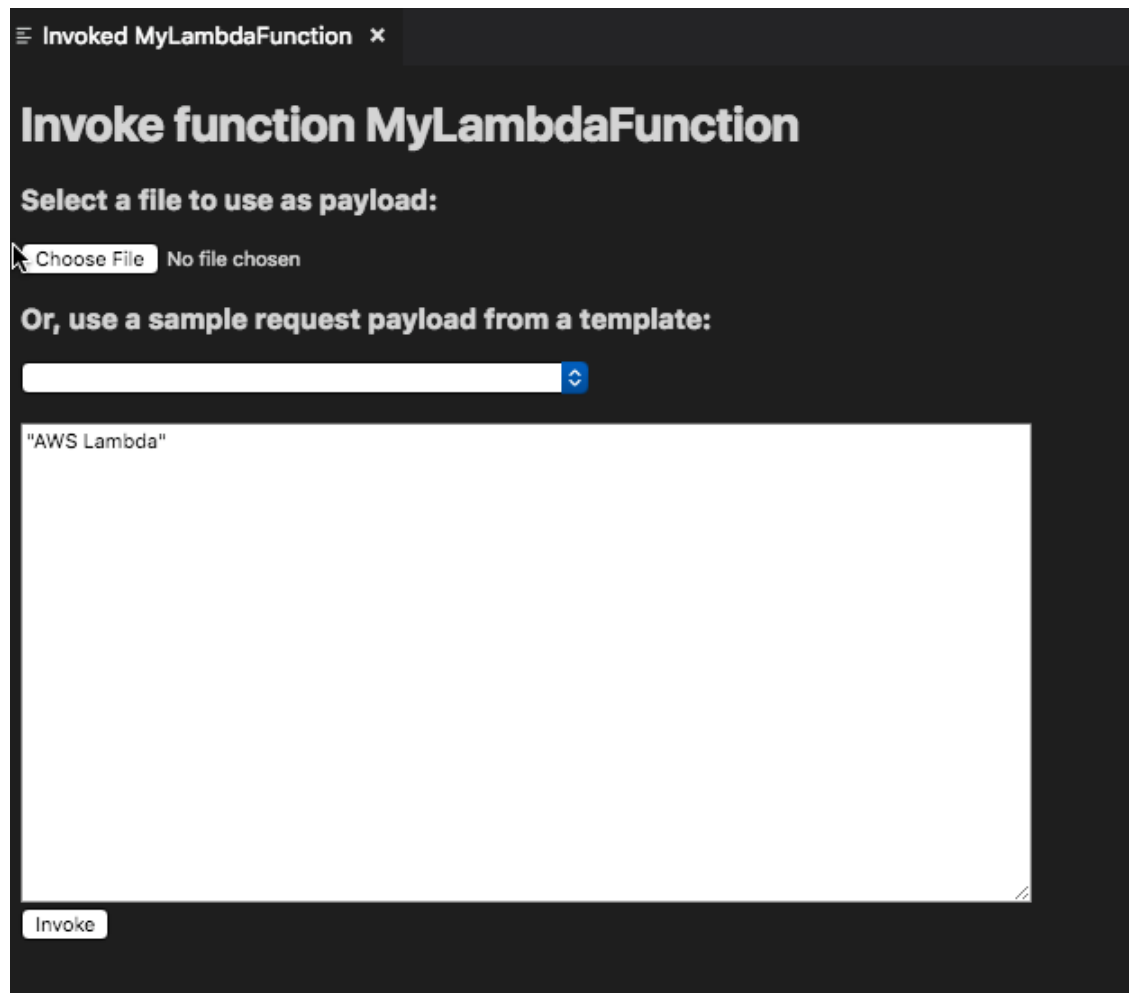 Invoked MyLambdaFunction ×
Invoke function MyLambdaFunction
Select a file to use as payload:
Choose File No file chosen
Or, use a sample request payload from a template:
"AWS Lambda"
Invoke